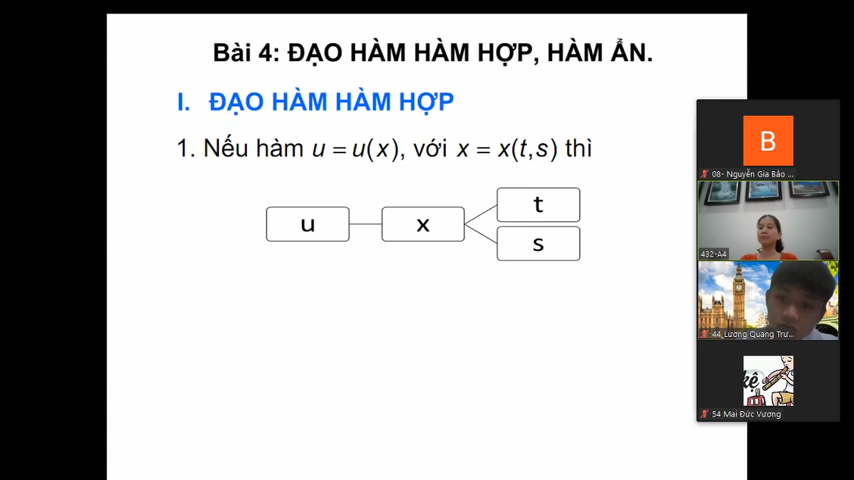 Bài 4: ĐẠO HÀM HÀM HỢP, HÀM ẨN.
I. ĐẠO HÀM HÀM HỢP
1. Nếu hàm u = u(x), với x = x(t,s) thì
u
x
t
s
B
08- Nguyễn Gia Bảo ...
432-A4
44_Lương Quang Trư...
kệ
54 Mai Đức Vương